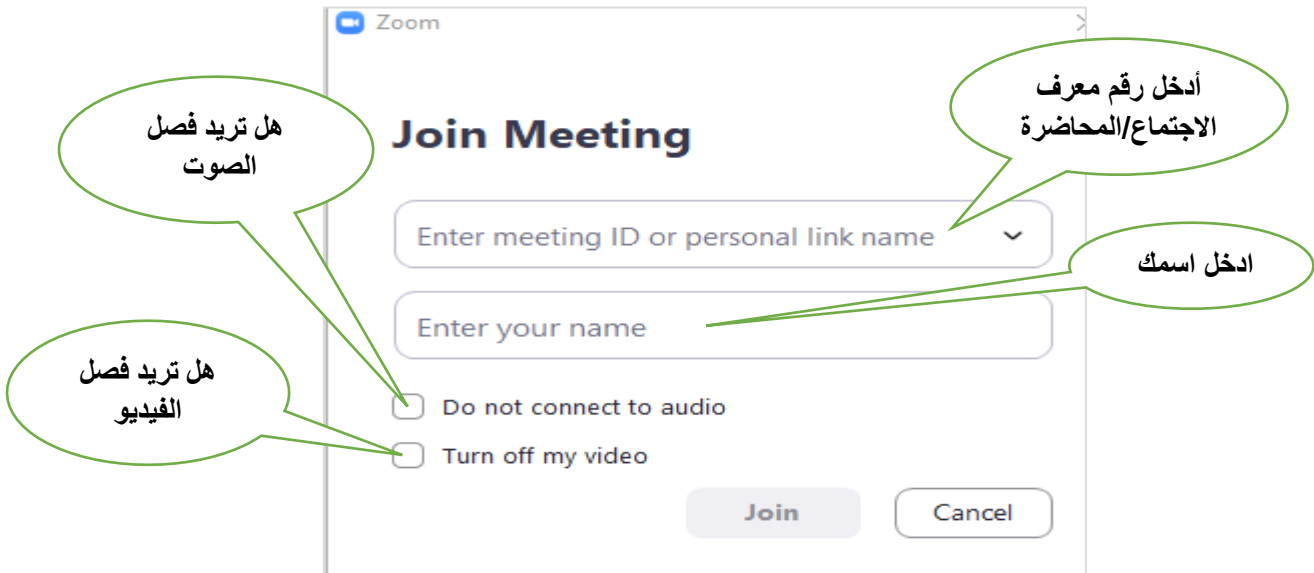 Zoom
أدخل رقم معرف
الاجتماع/المحاضرة
هل تريد فصل
الصوت
Join Meeting
Enter meeting ID or personal link name
ادخل اسمك
Enter your name
هل تريد فصل
الفيديو
Do not connect to audio
Turn off my video
Join
Cancel